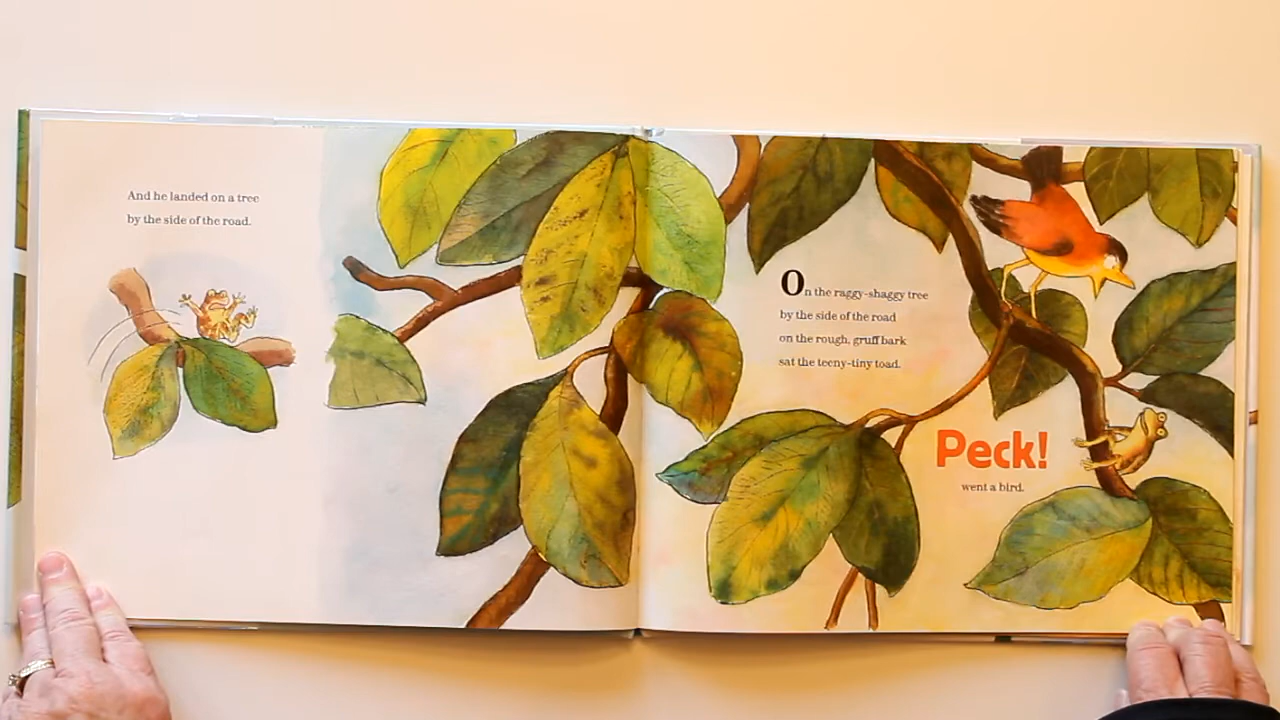 And he landed on a tree
by the side of the road.
On the raggy-shaggy tree
by the side of the road
on the rough, gruff bark
sat the teeny-tiny toad.
Peck!
went a bird.